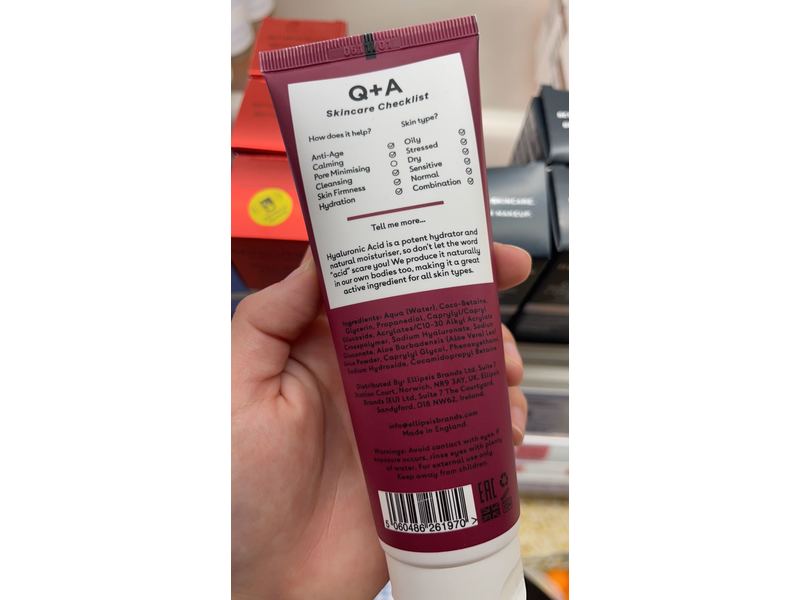 Q+A
Skincare Checklist
How does it help?
Anti-Age
Calming
Pore Minimising
Cleansing
Skin Firmness
Hydration
Skin type?
Oily
Stressed
Dry
Sensitive
Normal
Combination
Tell me more...
Hyaluronic Acid is a potent hydrator and
natural moisturiser, so don't let the word
"acid" scare you! We produce it naturally
in our own bodies too, making it a great
active ingredient for all skin types.
Ingredients: Aqua (Water), Coco-Betaine,
Glycerin, Propanediol, Caprylyl/Capryl
Glucoside, Acrylates/C10-30 Alkyl Acrylate
Crosspolymer, Sodium Hyaluronate, Sodium
Gluconate, Aloe Barbadensis (Aloe Vera) Leaf
Juice Powder, Caprylyl Glycol, Phenoxyethanol
Sodium Hydroxide, Cocamidopropyl Betaine
Distributed By: Ellipsis Brands Ltd, Suite 7
Station Court, Norwich, NR9 3AY, UK. Ellipsis
Brands (EU) Ltd, Suite 7 The Courtyard,
Sandyford, D18 NW62, Ireland.
info@ellipsisbrands.com
Made in England
Warnings: Avoid contact with eyes. If
exposure occurs, rinse eyes with plenty
of water. For external use only
Keep away from children.
EAC
5 060486 261970 >
SKINCARE
MAKEUP